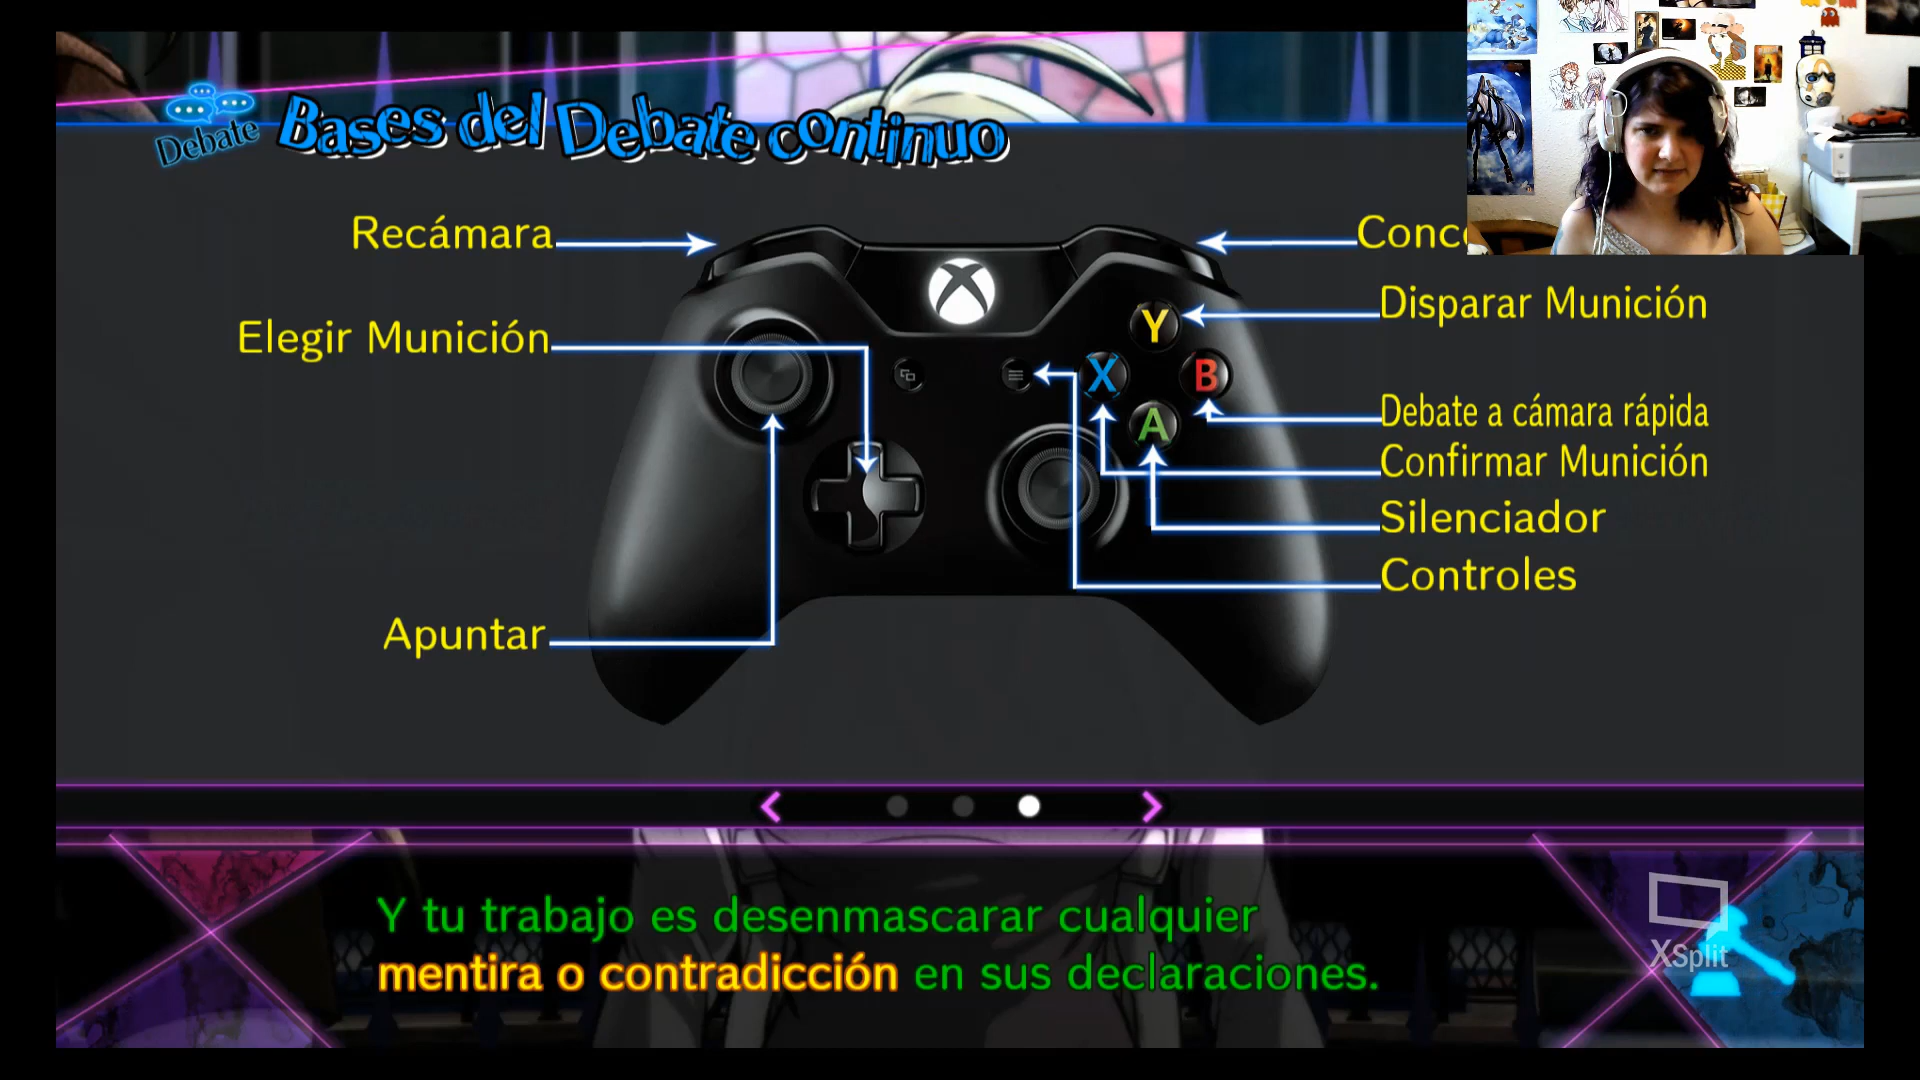 Debate
Bases del Debate continuo
Recámara
Elegir Munición
Disparar Munición
Y
X
B
A
Debate a cámara rápida
Confirmar Munición
Silenciador
Controles
Apuntar
Y tu trabajo es desenmascarar cualquier
mentira o contradicción en sus declaraciones.
XSplit